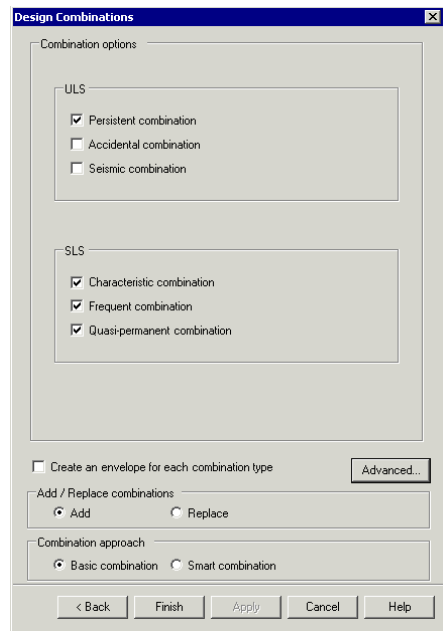 Design Combinations
Combination options
ULS
Persistent combination
Accidental combination
Seismic combination
SLS
Characteristic combination
Frequent combination
Quasi-permanent combination
Create an envelope for each combination type
Advanced...
Add / Replace combinations
Add Replace
Combination approach
Basic combination Smart combination
< Back Finish Apply Cancel Help